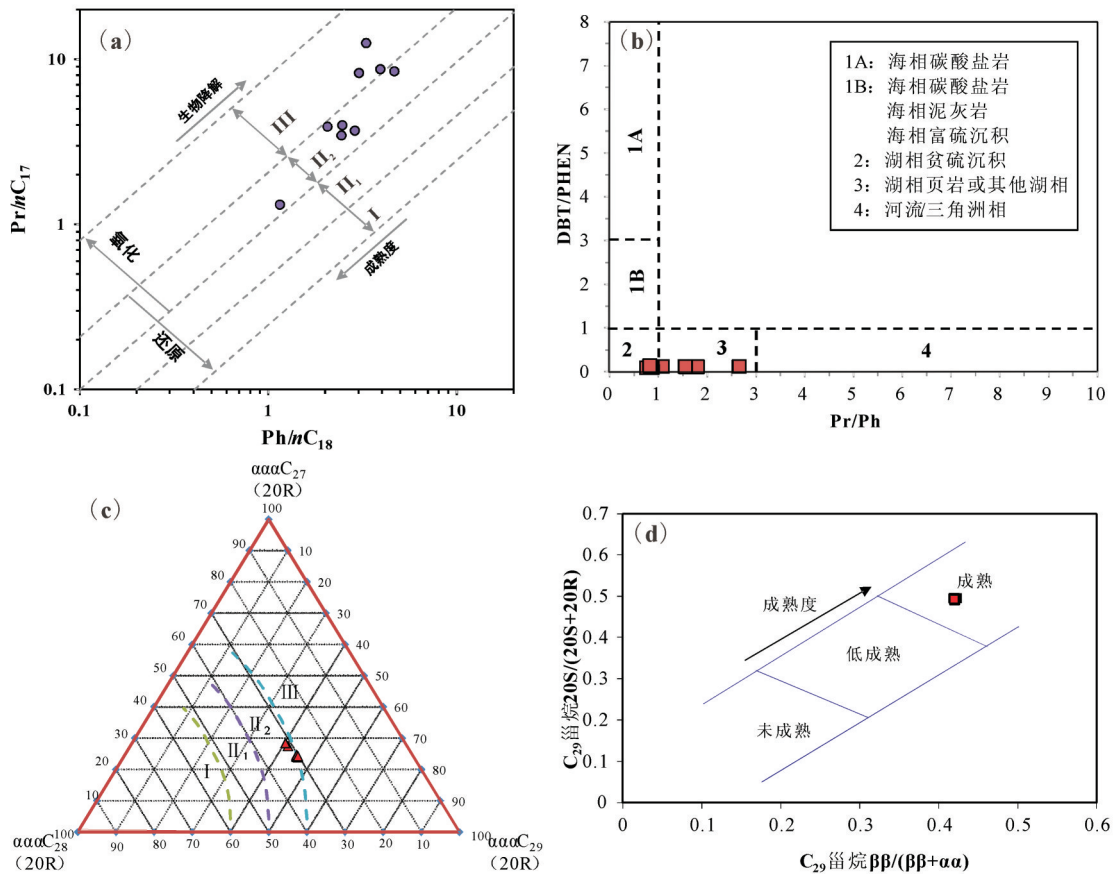 （a）
10
1
0.1
0.1
1
10
Pr/nC17
Ph/nC18
生物降解
III
II2
II1
I
成熟度
氧化
还原
（b）
8
7
6
5
4
3
2
1
0
0
1
2
3
4
5
6
7
8
9
10
DBT/PHEN
Pr/Ph
1A
1B
2
3
4
1A：海相碳酸盐岩
1B：海相碳酸盐岩
海相泥灰岩
海相富硫沉积
2：湖相贫硫沉积
3：湖相页岩或其他湖相
4：河流/三角洲相
（c）
αααC27
（20R）
100
90
80
70
60
50
40
30
20
10
10
20
30
40
50
60
70
80
90
100
100
90
80
70
60
50
40
30
20
10
αααC28
（20R）
αααC29
（20R）
I
II1
II2
III
（d）
0.7
0.6
0.5
0.4
0.3
0.2
0.1
0
0
0.1
0.2
0.3
0.4
0.5
0.6
C29甾烷20S/(20S+20R)
C29甾烷ββ/(ββ+αα)
成熟度
成熟
低成熟
未成熟